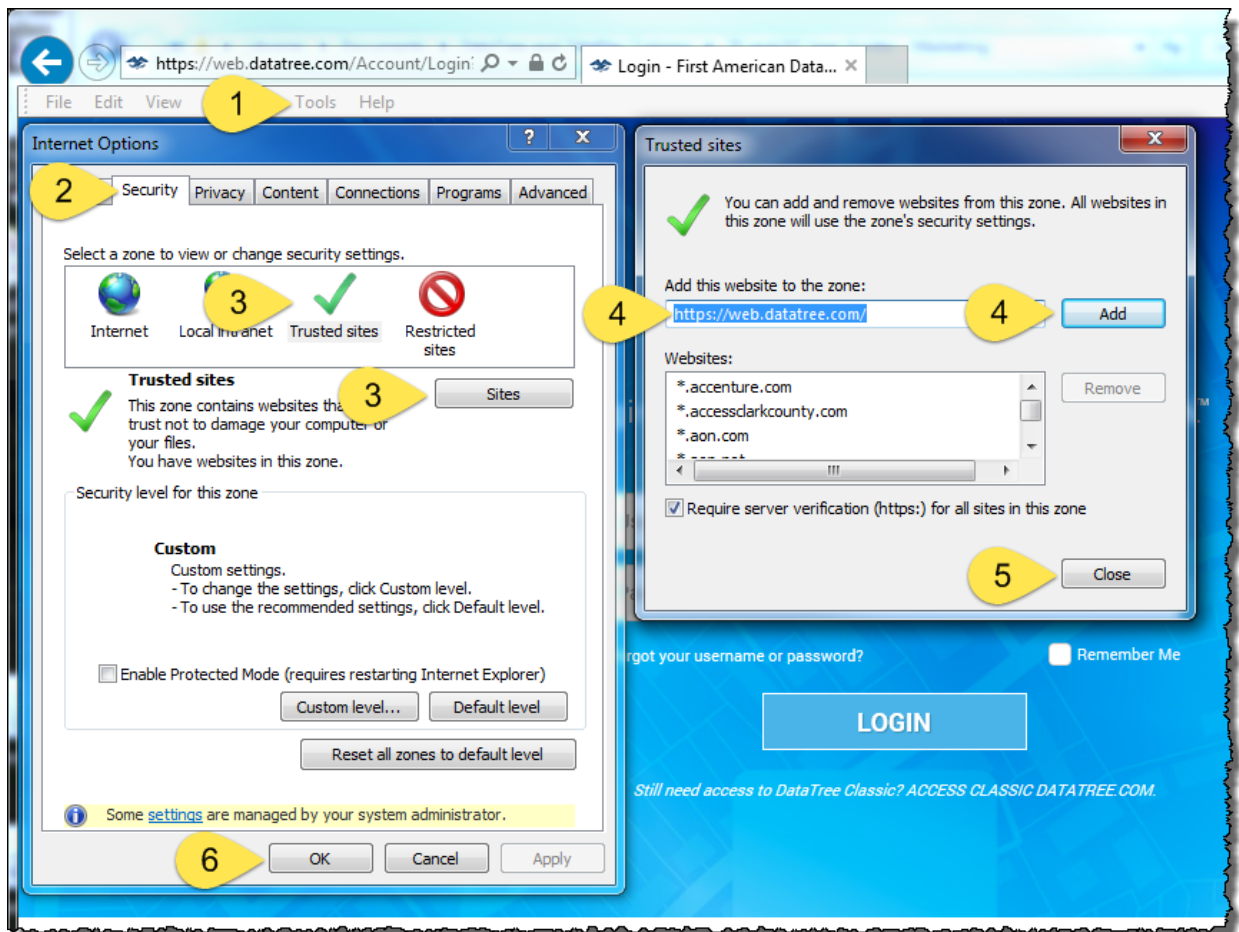 https://web.datatree.com/Account/Login
Login - First American Data...
File Edit View Tools Help
1
Internet Options
2
Security Privacy Content Connections Programs Advanced
Select a zone to view or change security settings.
3
Internet
Local intranet
Trusted sites
Restricted sites
Trusted sites
3
Sites
This zone contains websites
trust not to damage your computer or
your files.
You have websites in this zone.
Security level for this zone
Custom
Custom settings.
- To change the settings, click Custom level.
- To use the recommended settings, click Default level.
Enable Protected Mode (requires restarting Internet Explorer)
Custom level... Default level
Reset all zones to default level
Some settings are managed by your system administrator.
6
OK Cancel Apply
Trusted sites
You can add and remove websites from this zone. All websites in
this zone will use the zone's security settings.
Add this website to the zone:
4
https://web.datatree.com/
4
Add
Websites:
*.accenture.com
*.accessclarkcounty.com
*.aon.com
Remove
Require server verification (https:) for all sites in this zone
5
Close
TM
rgot your username or password?
Remember Me
LOGIN
Still need access to DataTree Classic? ACCESS CLASSIC DATATREE.COM.